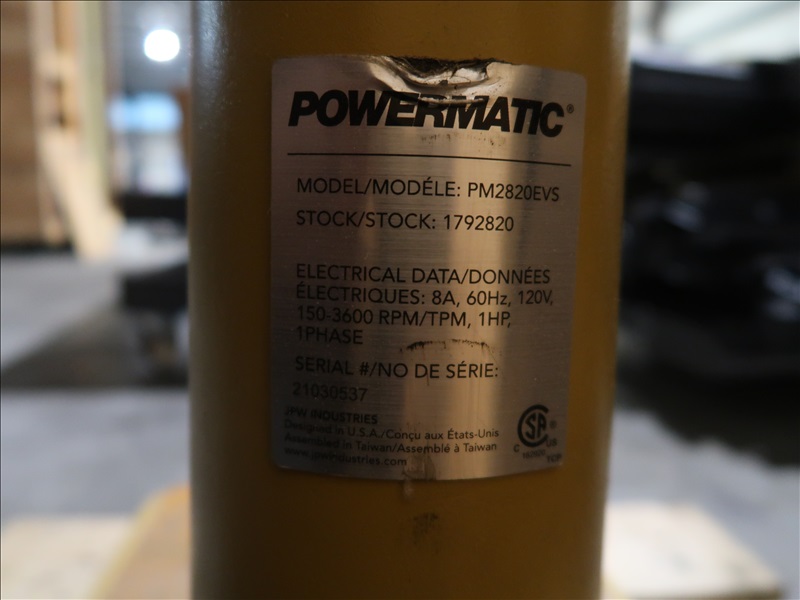 POWERMATIC®
MODEL/MODÉLE: PM2820EVS
STOCK/STOCK: 1792820
ELECTRICAL DATA/DONNÉES
ÉLECTRIQUES: 8A, 60Hz, 120V,
150-3600 RPM/TPM, 1HP,
1PHASE
SERIAL #/NO DE SÉRIE:
21030537
JPW INDUSTRIES
Designed in U.S.A./Conçu aux États-Unis
Assembled in Taiwan/Assemblé à Taiwan
www.jpwindustries.com
SA ®
C US